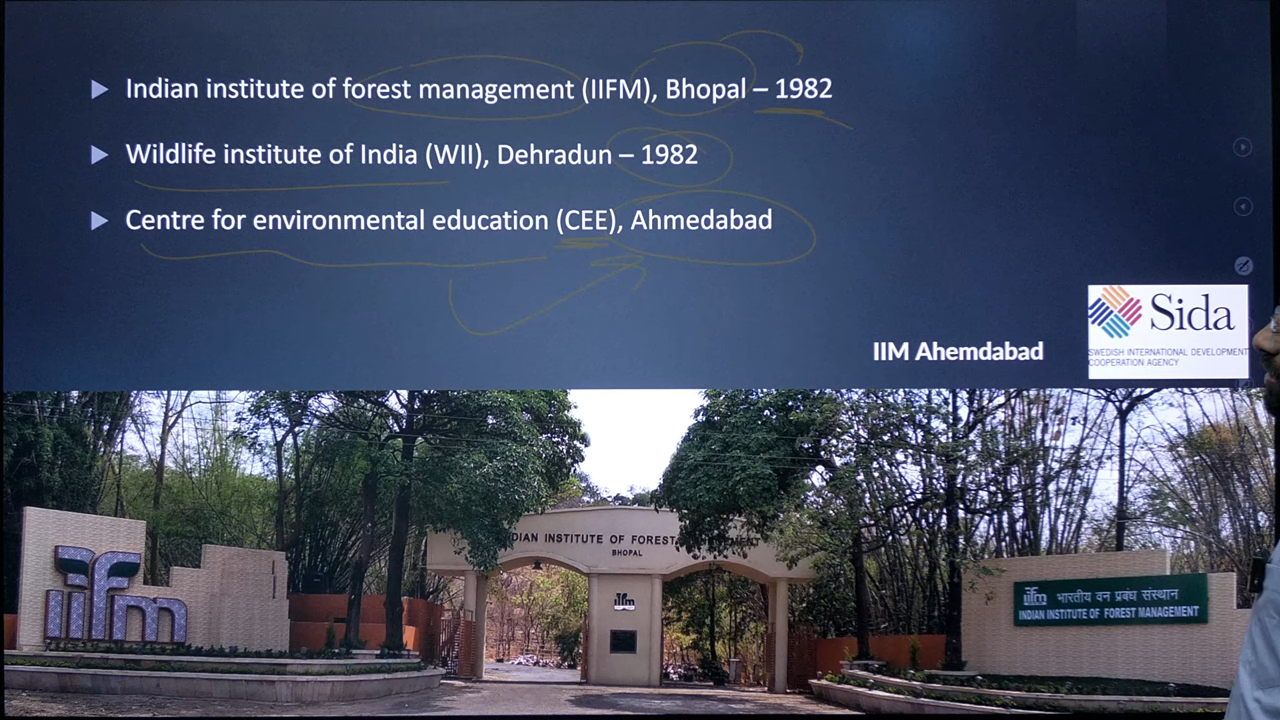 Indian institute of forest management (IIFM), Bhopal – 1982
Wildlife institute of India (WII), Dehradun – 1982
Centre for environmental education (CEE), Ahmedabad
IIM Ahemdabad
Sida
SWEDISH INTERNATIONAL DEVELOPMENT
COOPERATION AGENCY
INDIAN INSTITUTE OF FOREST
BHOPAL
iifm
iifm
iifm भारतीय वन प्रबंध संस्थान
INDIAN INSTITUTE OF FOREST MANAGEMENT